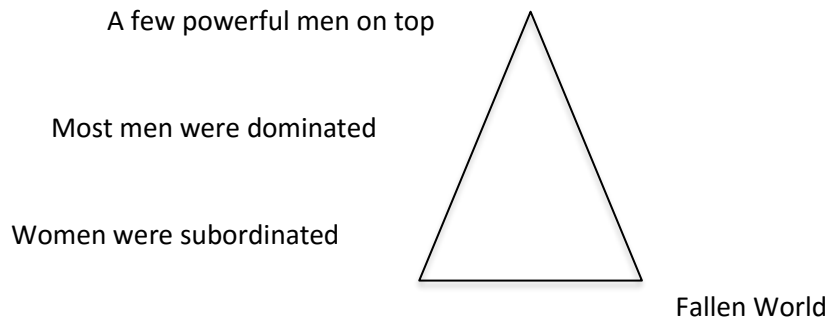 A few powerful men on top
Most men were dominated
Women were subordinated
Fallen World